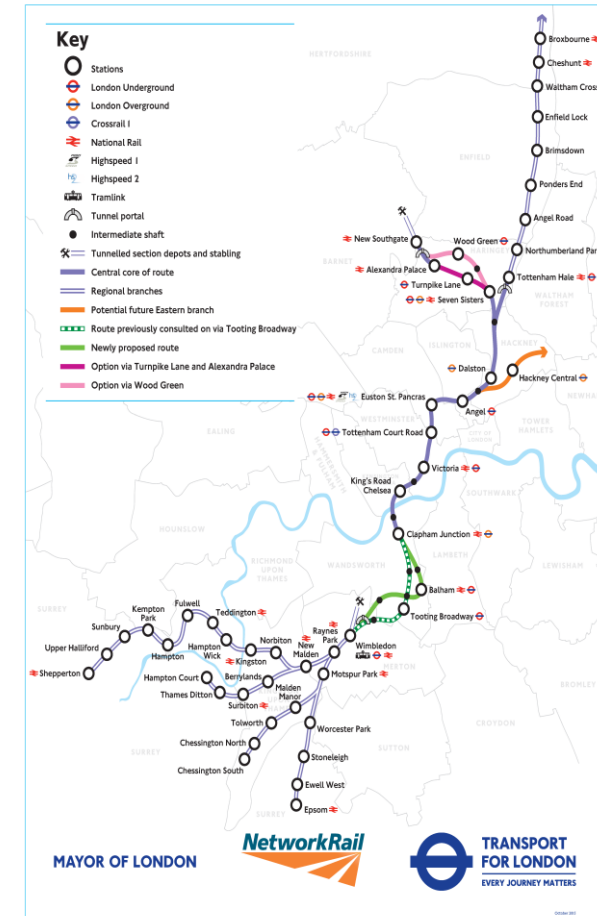 Key
Stations
London Underground
London Overground
Crossrail 1
National Rail
Highspeed 1
Highspeed 2
Tramlink
Tunnel portal
Intermediate shaft
Tunnelled section depots and stabling
Central core of route
Regional branches
Potential future Eastern branch
Route previously consulted on via Tooting Broadway
Newly proposed route
Option via Turnpike Lane and Alexandra Palace
Option via Wood Green
HERTFORDSHIRE
Broxbourne
Cheshunt
Waltham Cross
Enfield Lock
Brimsdown
ENFIELD
Ponders End
Angel Road
New Southgate
Wood Green
Northumberland Par
BARNET
HARINGEY
Alexandra Palace
Tottenham Hale
Turnpike Lane
Seven Sisters
WALTHAM
FOREST
ISLINGTON
HACKNEY
CAMDEN
Dalston
Hackney Central
Euston St. Pancras
NEWHA
Angel
WESTMINSTER
TOWER
HAMLETS
Tottenham Court Road
CITY OF
LONDON
EALING
HAMMERSMITH
& FULHAM
Victoria
King's Road
Chelsea
SOUTHWARK
HOUNSLOW
Clapham Junction
RICHMOND
UPON
THAMES
WANDSWORTH
LAMBETH
LEWISHAM
Balham
Tooting Broadway
SURREY
Fulwell
Kempton
Park
Teddington
Sunbury
Raynes
Park
Upper Halliford
Hampton
Hampton
Wick
Norbiton
New
Malden
Wimbledon
MERTON
Kingston
Shepperton
Hampton Court
Berrylands
Motspur Park
BROMLEY
Thames Ditton
Malden
Manor
Surbiton
Tolworth
Worcester Park
CROYDON
Chessington North
SUTTON
SURREY
Stoneleigh
Chessington South
Ewell West
SURREY
Epsom
MAYOR OF LONDON
NetworkRail
TRANSPORT
FOR LONDON
EVERY JOURNEY MATTERS